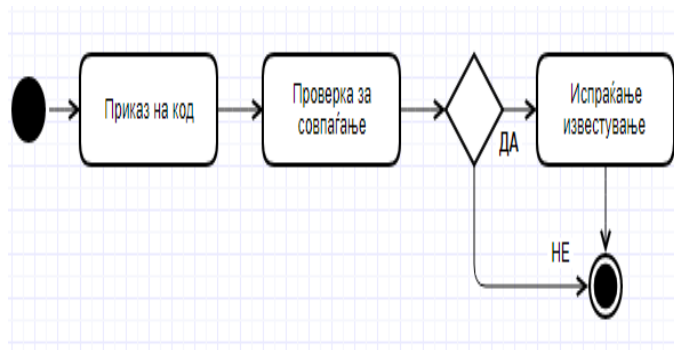 Приказ на код
Проверка за
совпаѓање
ДА
Испраќање
известување
НЕ